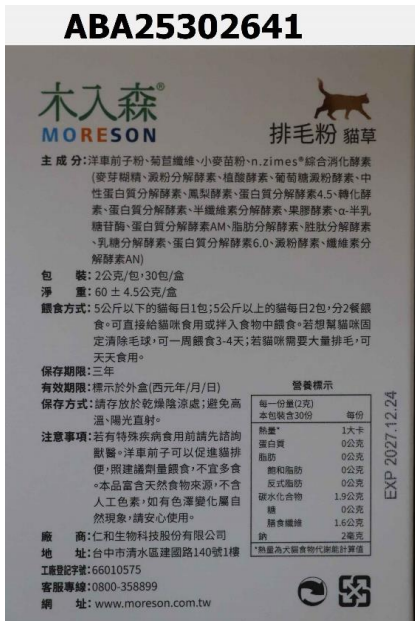 ABA25302641
木入森®
MORESON
排毛粉 貓草
主 成 分:洋車前子粉、菊苣纖維、小麥苗粉、n.zimes®綜合消化酵素
(麥芽糊精、澱粉分解酵素、植酸酵素、葡萄糖澱粉酵素、中
性蛋白質分解酵素、鳳梨酵素、蛋白質分解酵素4.5、轉化酵
素、蛋白質分解酵素、半纖維素分解酵素、果膠酵素、α-半乳
糖苷酶、蛋白質分解酵素AM、脂肪分解酵素、胜肽分解酵素
、乳糖分解酵素、蛋白質分解酵素6.0、澱粉酵素、纖維素分
解酵素AN)
包 裝:2公克/包,30包/盒
淨 重:60 ± 4.5公克/盒
餵食方式:5公斤以下的貓每日1包;5公斤以上的貓每日2包,分2餐餵
食。可直接給貓咪食用或拌入食物中餵食。若想幫貓咪固
定清除毛球,可一周餵食3-4天;若貓咪需要大量排毛,可
天天食用。
保存期限:三年
有效期限:標示於外盒(西元年/月/日)
保存方式:請存放於乾燥陰涼處;避免高
溫、陽光直射。
注意事項:若有特殊疾病食用前請先諮詢
獸醫。洋車前子可以促進貓排
便,照建議劑量餵食,不宜多食
。本品富含天然食物來源,不含
人工色素,如有色澤變化屬自
然現象,請安心使用。
廠 商:仁和生物科技股份有限公司
地 址:台中市清水區建國路140號1樓
工廠登記字號:66010575
客服專線:0800-358899
網 址:www.moreson.com.tw
營養標示
每一份量(2克)
本包裝含30份 每份
熱量* 1大卡
蛋白質 0公克
脂肪 0公克
飽和脂肪 0公克
反式脂肪 0公克
碳水化合物 1.9公克
糖 0公克
膳食纖維 1.6公克
鈉 2毫克
*熱量為犬貓食物代謝能計算值
EXP 2027.12.24